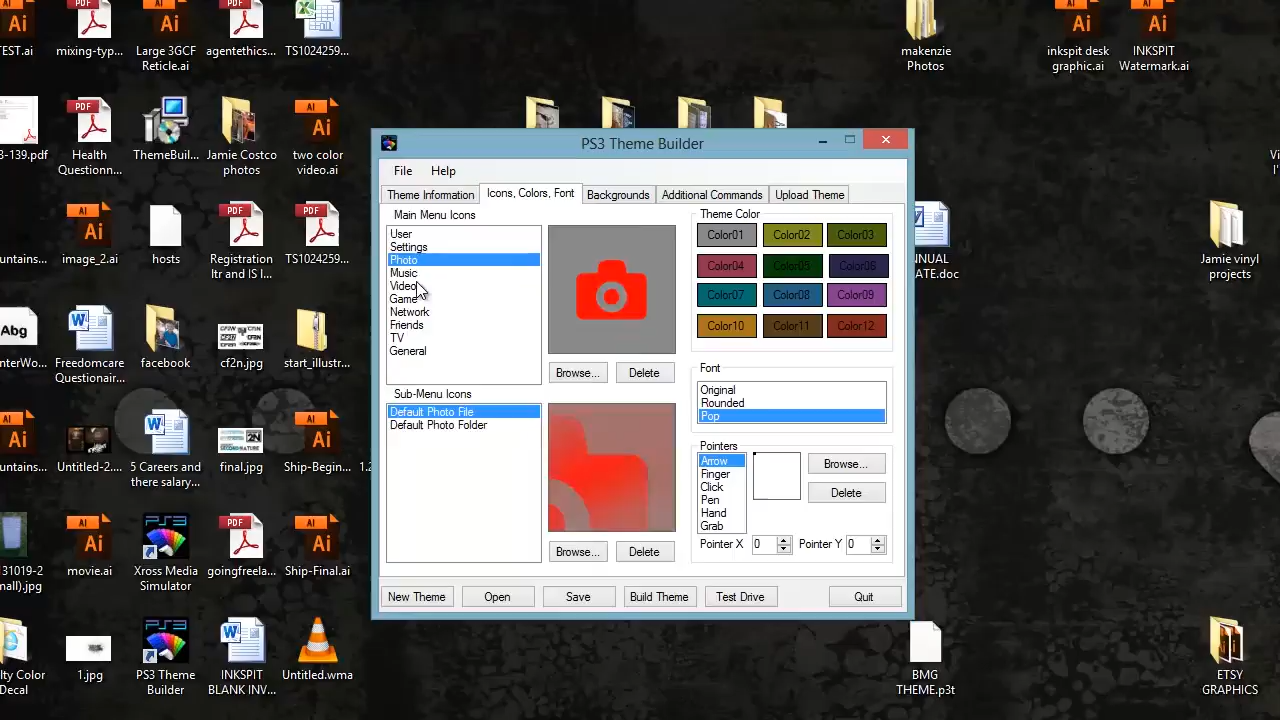 TEST.ai
mixing-typ...
Large 3GCF
Reticle.ai
agentethics...
TS1024259...
makenzie
Photos
inkspit desk
graphic.ai
INKSPIT
Watermark.ai
3-139.pdf
Health
Questionn...
ThemeBuil...
Jamie Costco
photos
two color
video.ai
PS3 Theme Builder
File
Help
Theme Information
Icons, Colors, Font
Backgrounds
Additional Commands
Upload Theme
Main Menu Icons
User
Settings
Photo
Music
Video
Game
Network
Friends
TV
General
Browse...
Delete
Sub-Menu Icons
Default Photo File
Default Photo Folder
Browse...
Delete
Theme Color
Color01
Color02
Color03
Color04
Color05
Color06
Color07
Color08
Color09
Color10
Color11
Color12
Font
Original
Rounded
Pop
Pointers
Arrow
Finger
Click
Pen
Hand
Grab
Browse...
Delete
Pointer X
0
Pointer Y
0
New Theme
Open
Save
Build Theme
Test Drive
Quit
untains...
image_2.ai
hosts
Registration
ltr and IS I...
TS1024259...
Jamie vinyl
projects
Abg
nterWo...
Freedomcare
Questionair...
facebook
cf2n.jpg
start_illustr...
untains...
Untitled-2....
5 Careers and
there salary...
final.jpg
Ship-Begin...
mall).jpg
movie.ai
Xross Media
Simulator
goingfreela...
Ship-Final.ai
lty Color
Decal
1.jpg
PS3 Theme
Builder
INKSPIT
BLANK INV...
Untitled.wma
BMG
THEME.p3t
ETSY
GRAPHICS